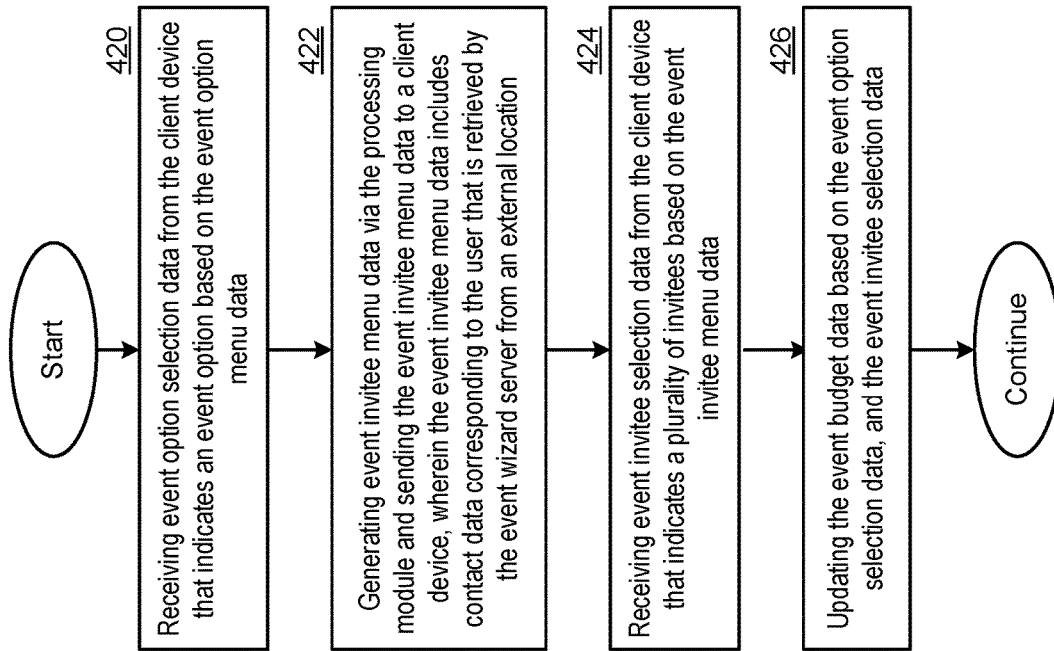 Start
420
Receiving event option selection data from the client device
that indicates an event option based on the event option
menu data
422
Generating event invitee menu data via the processing
module and sending the event invitee menu data to a client
device, wherein the event invitee menu data includes
contact data corresponding to the user that is retrieved by
the event wizard server from an external location
424
Receiving event invitee selection data from the client device
that indicates a plurality of invitees based on the event
invitee menu data
426
Updating the event budget data based on the event option
selection data, and the event invitee selection data
Continue